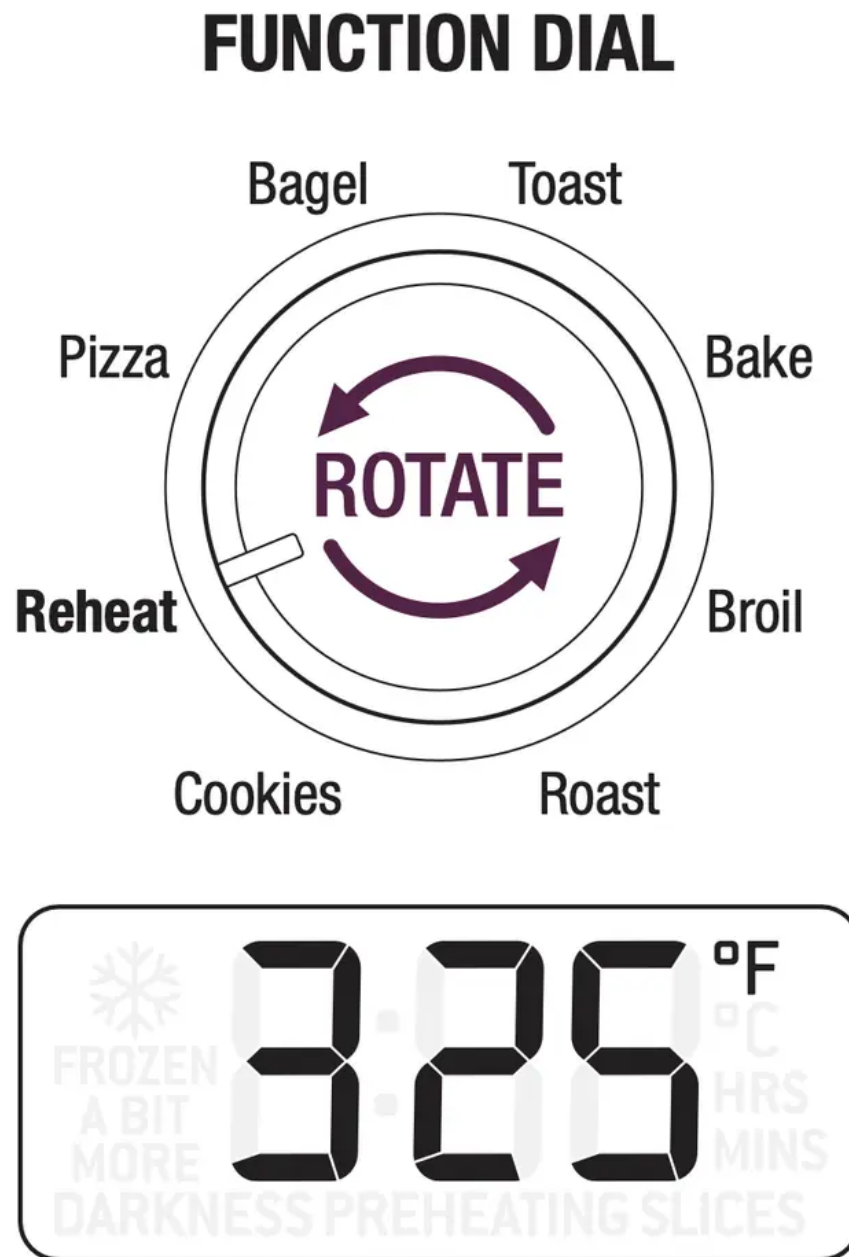 FUNCTION DIAL
Bagel Toast
Pizza Bake
ROTATE
Reheat Broil
Cookies Roast
325 °F
°C
FROZEN HRS
A BIT
MORE MINS
DARKNESS PREHEATING SLICES